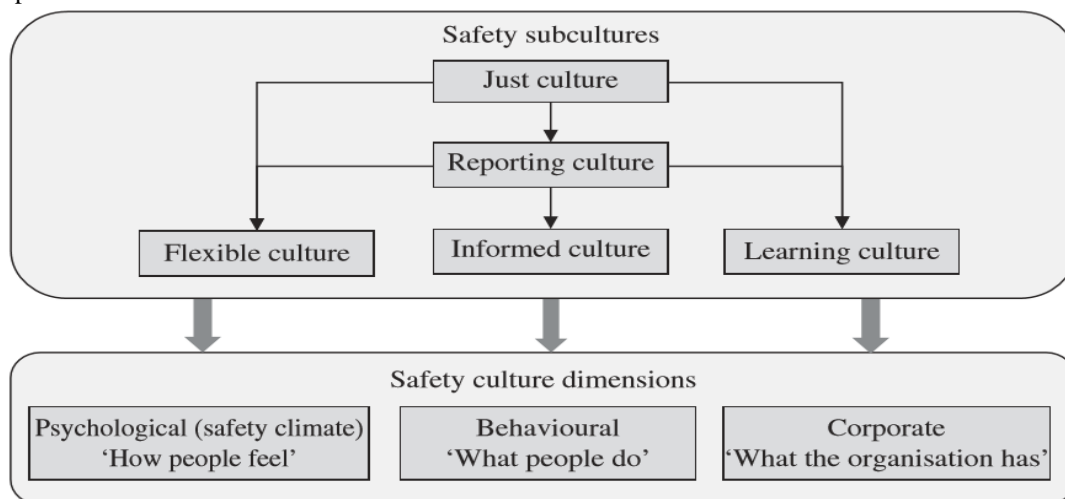 Safety subcultures
Just culture
Reporting culture
Flexible culture
Informed culture
Learning culture
Safety culture dimensions
Psychological (safety climate)
‘How people feel’
Behavioural
‘What people do’
Corporate
‘What the organisation has’